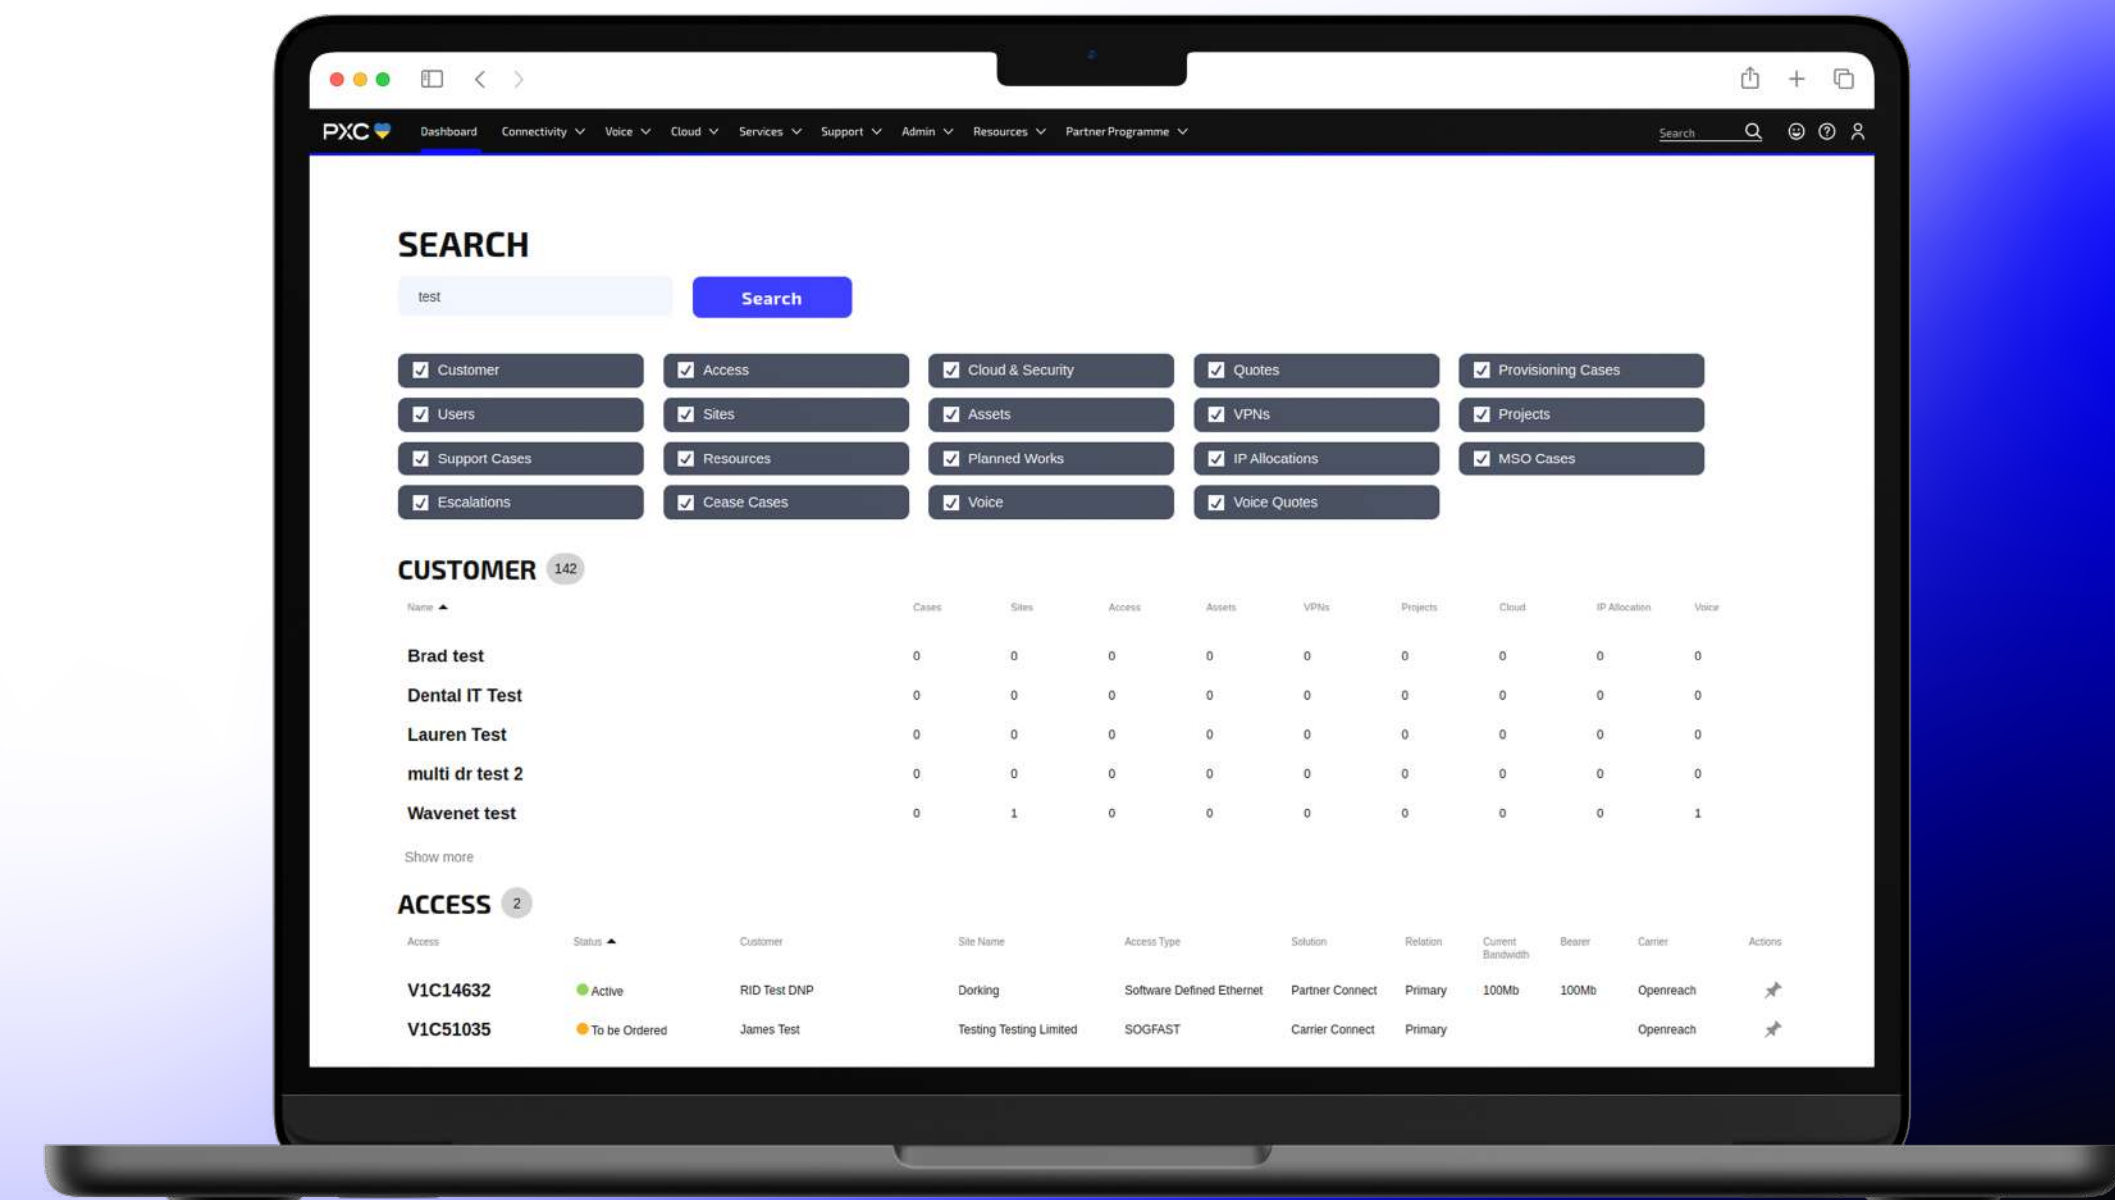 PXC Dashboard Connectivity Voice Cloud Services Support Admin Resources Partner Programme Search
SEARCH
test Search
Customer Access Cloud & Security Quotes Provisioning Cases
Users Sites Assets VPNs Projects
Support Cases Resources Planned Works IP Allocations MSO Cases
Escalations Cease Cases Voice Voice Quotes
CUSTOMER 142
Name Cases Sites Access Assets VPNs Projects Cloud IP Allocation Voice
Brad test 0 0 0 0 0 0 0 0 0
Dental IT Test 0 0 0 0 0 0 0 0 0
Lauren Test 0 0 0 0 0 0 0 0 0
multi dr test 2 0 0 0 0 0 0 0 0 0
Wavenet test 0 1 0 0 0 0 0 0 1
Show more
ACCESS 2
Access Status Customer Site Name Access Type Solution Relation Current Bandwidth Bearer Carrier Actions
V1C14632 Active RID Test DNP Dorking Software Defined Ethernet Partner Connect Primary 100Mb 100Mb Openreach
V1C51035 To be Ordered James Test Testing Testing Limited SOGFAST Carrier Connect Primary Openreach